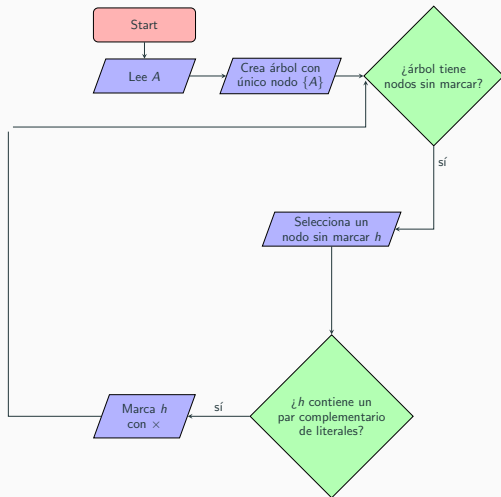 Start
Lee A
Crea árbol con
único nodo {A}
¿árbol tiene
nodos sin marcar?
sí
Selecciona un
nodo sin marcar h
¿h contiene un
par complementario
de literales?
sí
Marca h
con ×